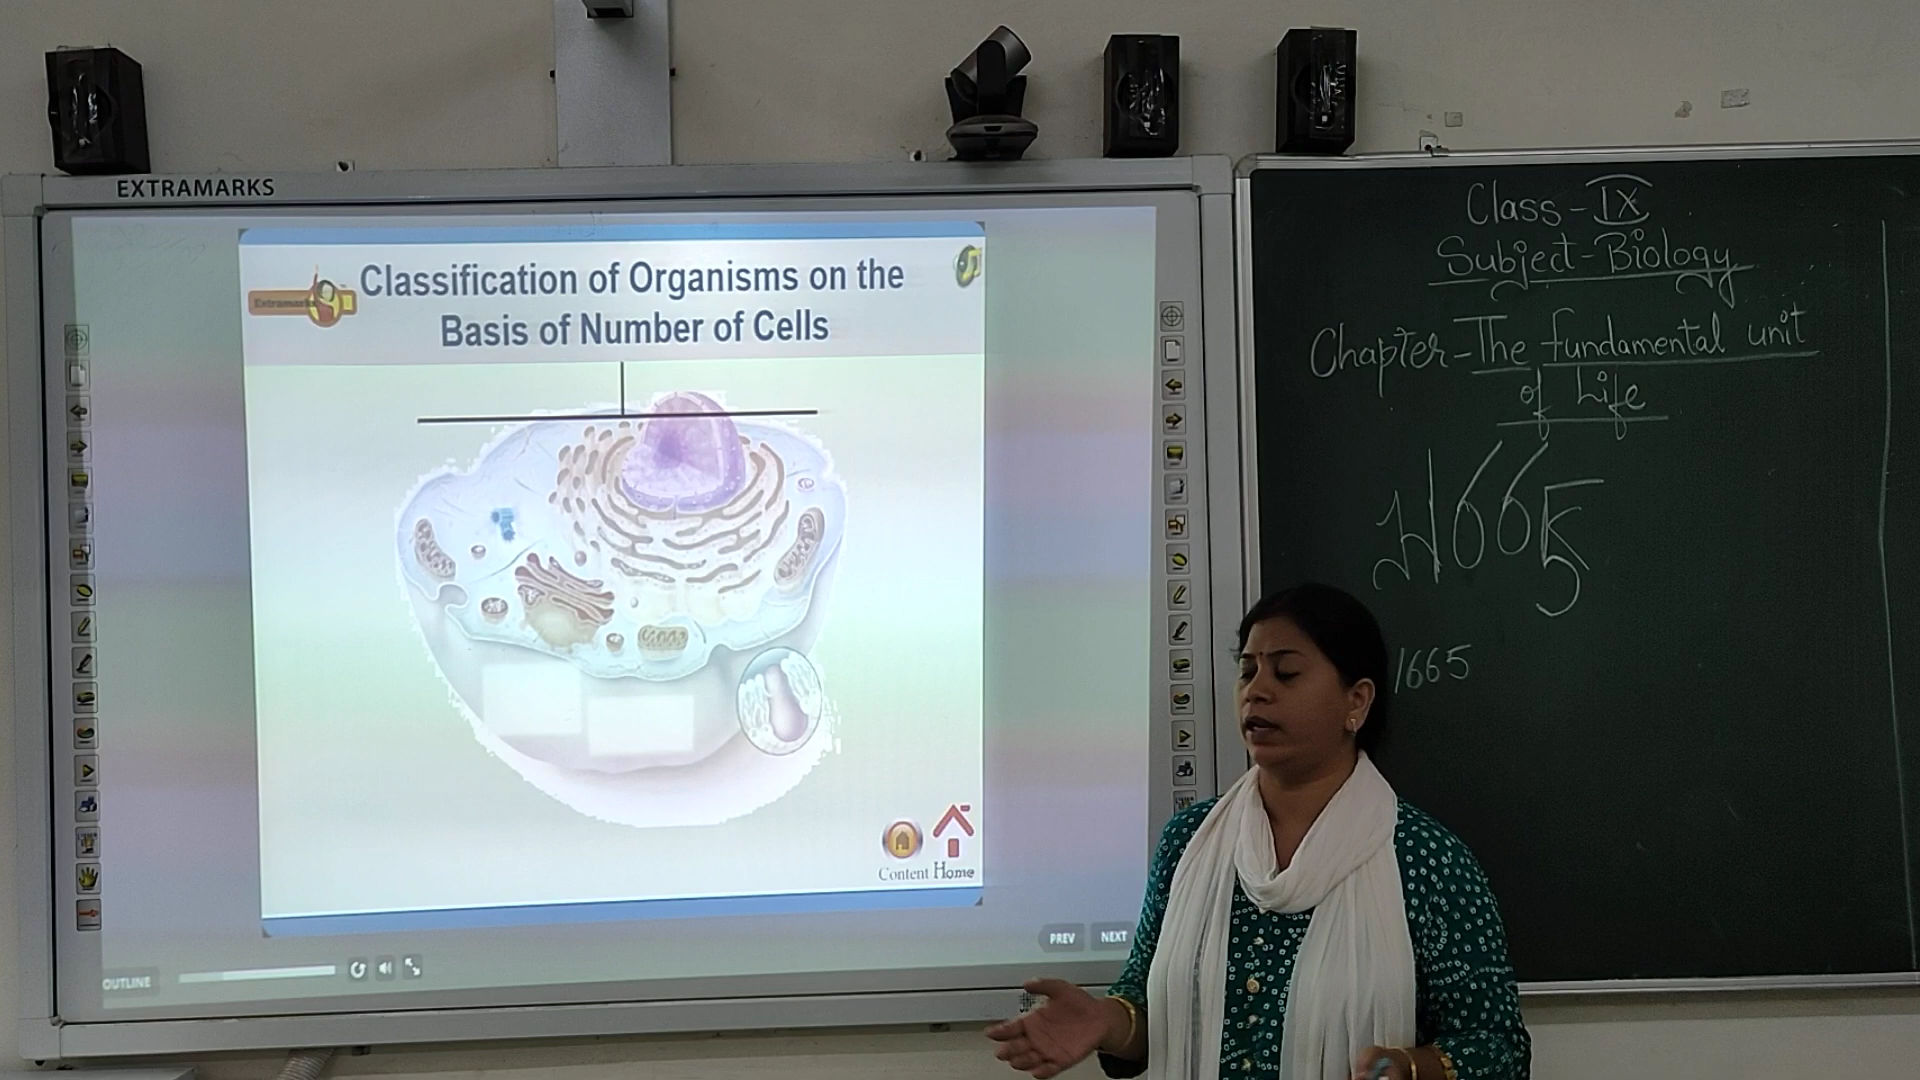 EXTRAMARKS
Extramarks
Classification of Organisms on the
Basis of Number of Cells
Content Home
PREV NEXT
OUTLINE
Class-IX
Subject-Biology
Chapter-The fundamental unit
of Life
1665
1665